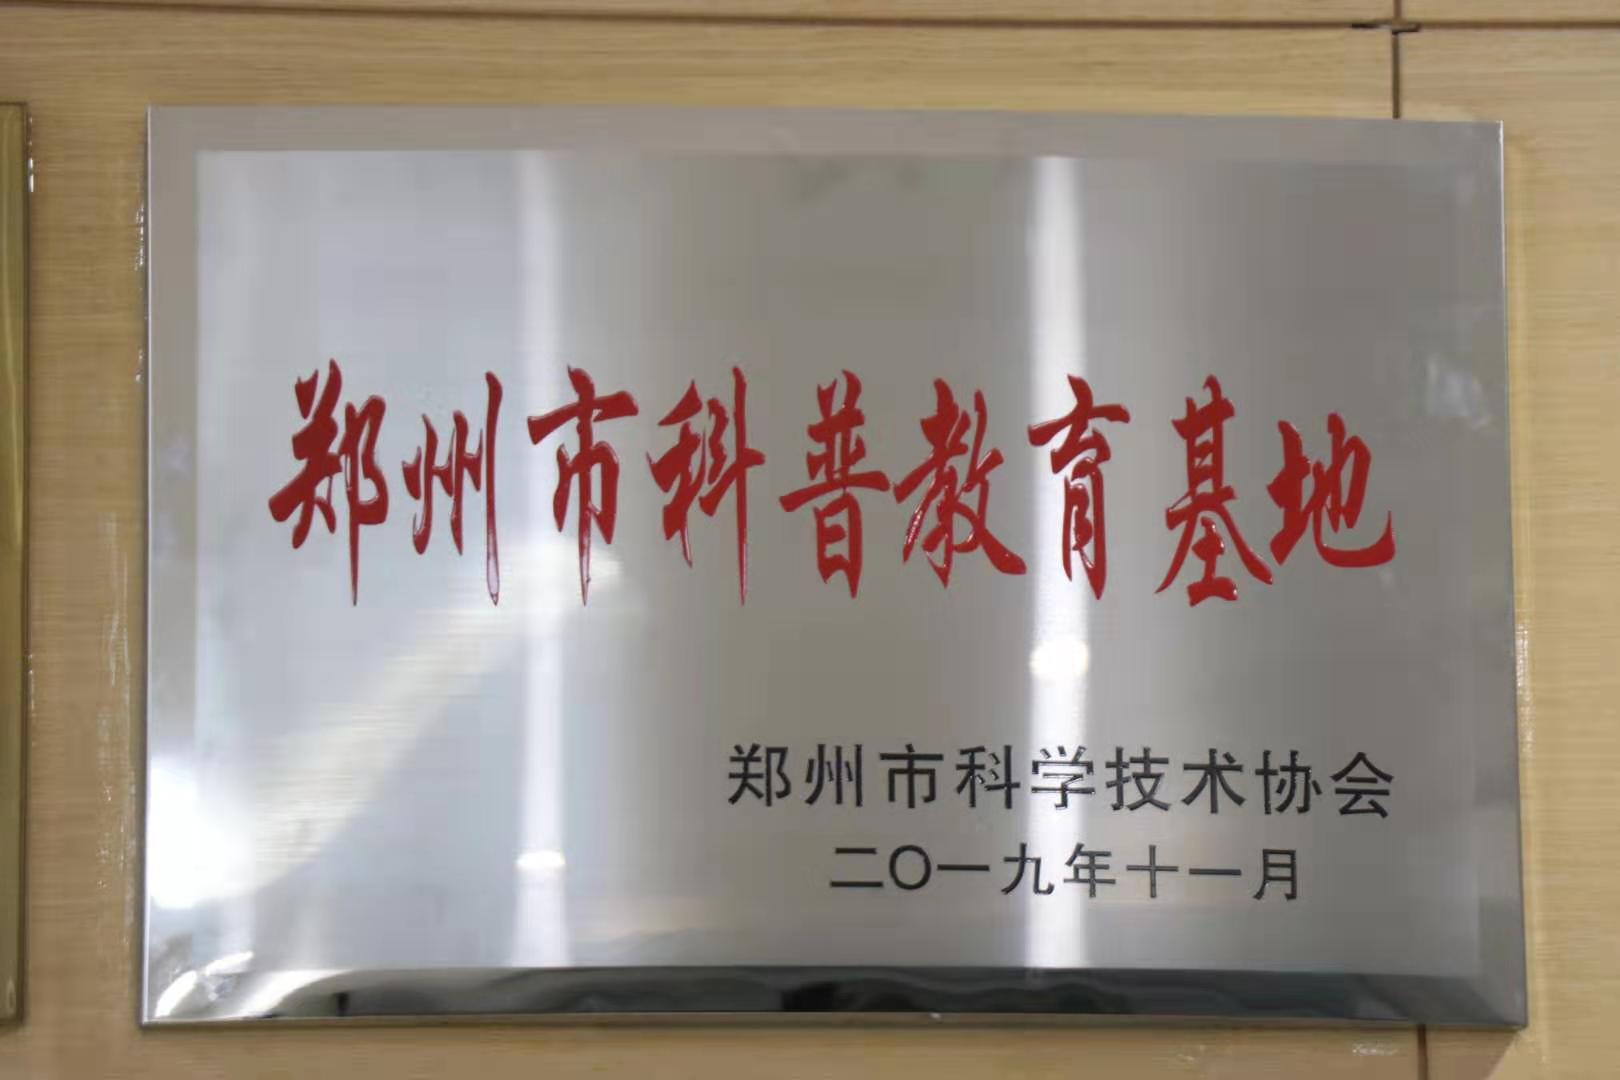 郑州市科普教育基地
郑州市科学技术协会
二〇一九年十一月